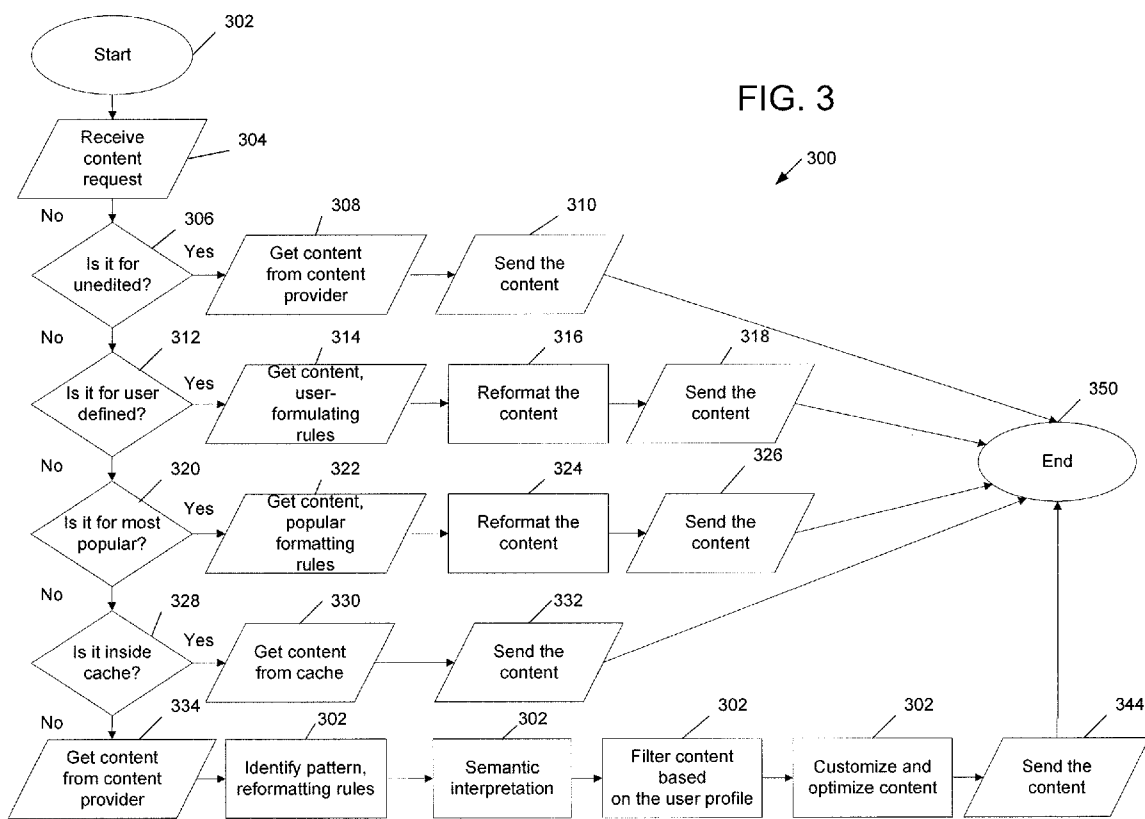 302
Start
FIG. 3
300
Receive
content
request
304
No
306
308
310
Is it for
unedited?
Yes
Get content
from content
provider
Send the
content
No
312
314
316
318
350
Is it for user
defined?
Yes
Get content,
user-
formulating
rules
Reformat the
content
Send the
content
End
No
320
322
324
326
Is it for most
popular?
Yes
Get content,
popular
formatting
rules
Reformat the
content
Send the
content
No
328
330
332
Is it inside
cache?
Yes
Get content
from cache
Send the
content
No
334
302
302
302
302
344
Get content
from content
provider
Identify pattern,
reformatting rules
Semantic
interpretation
Filter content
based
on the user profile
Customize and
optimize content
Send the
content